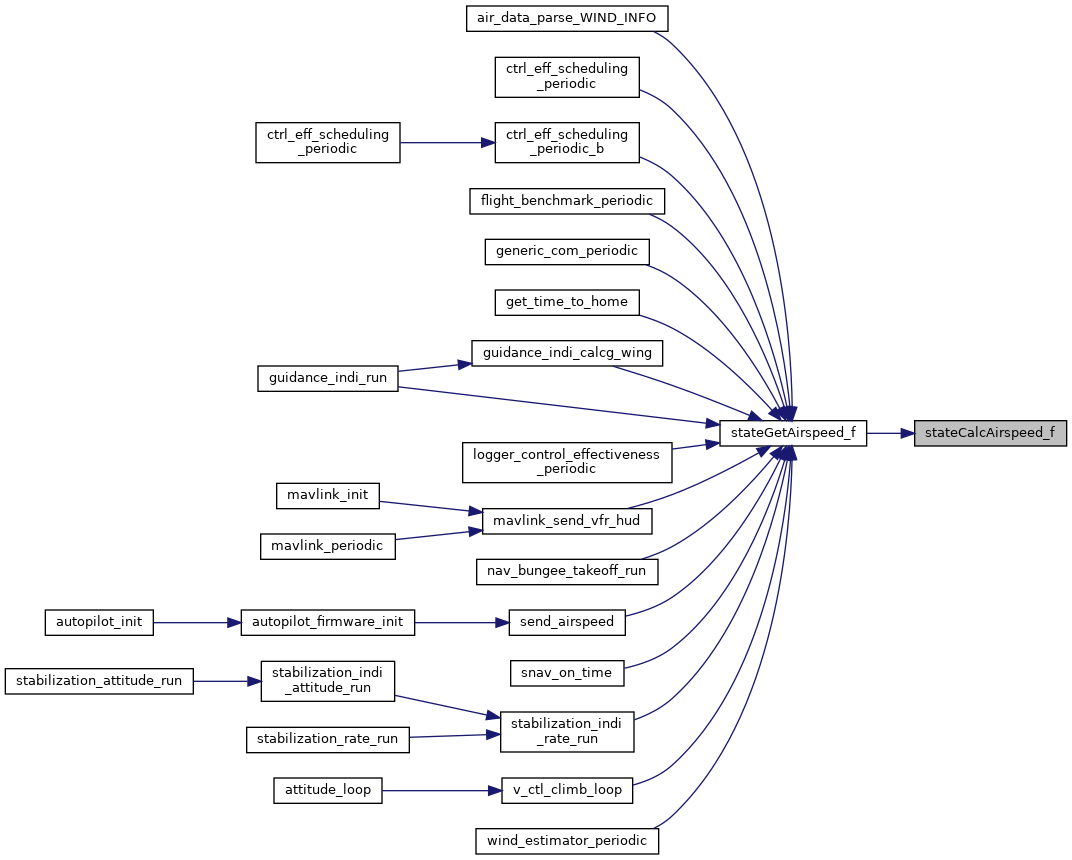 air_data_parse_WIND_INFO
ctrl_eff_scheduling
_periodic
ctrl_eff_scheduling
_periodic
ctrl_eff_scheduling
_periodic_b
flight_benchmark_periodic
generic_com_periodic
get_time_to_home
guidance_indi_calcg_wing
guidance_indi_run
stateGetAirspeed_f
stateCalcAirspeed_f
logger_control_effectiveness
_periodic
mavlink_init
mavlink_send_vfr_hud
mavlink_periodic
nav_bungee_takeoff_run
autopilot_init
autopilot_firmware_init
send_airspeed
snav_on_time
stabilization_attitude_run
stabilization_indi
_attitude_run
stabilization_indi
_rate_run
stabilization_rate_run
attitude_loop
v_ctl_climb_loop
wind_estimator_periodic